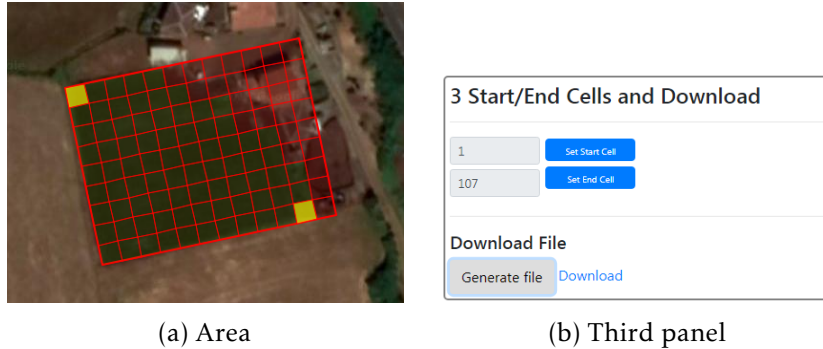 3 Start/End Cells and Download
1 Set Start Cell
107 Set End Cell
Download File
Generate file Download
(a) Area
(b) Third panel